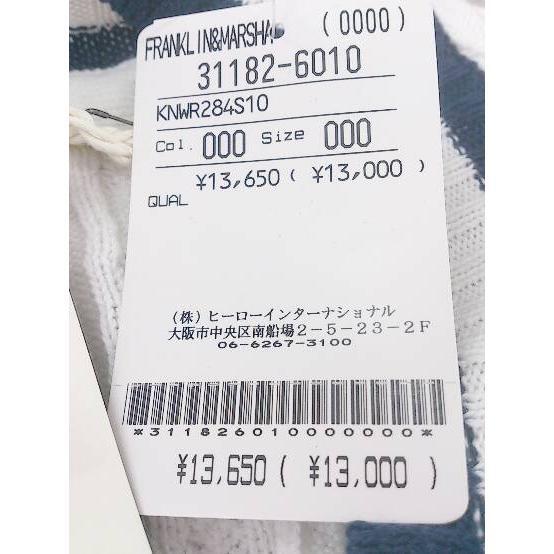 FRANKLIN&MARSHA (0000)
31182-6010
KNWR284S10
Col. 000 Size 000
¥13,650 ( ¥13,000 )
QUAL
(株)ヒーローインターナショナル
大阪市中央区南船場2-5-23-2F
06-6267-3100
*311826010000000*
¥13,650 ( ¥13,000 )